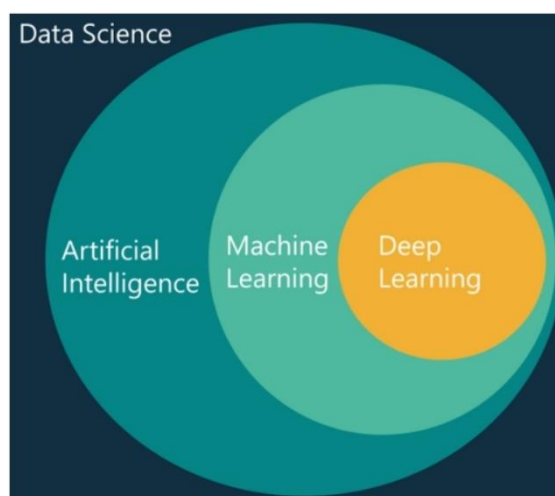 Data Science
Artificial
Intelligence
Machine
Learning
Deep
Learning